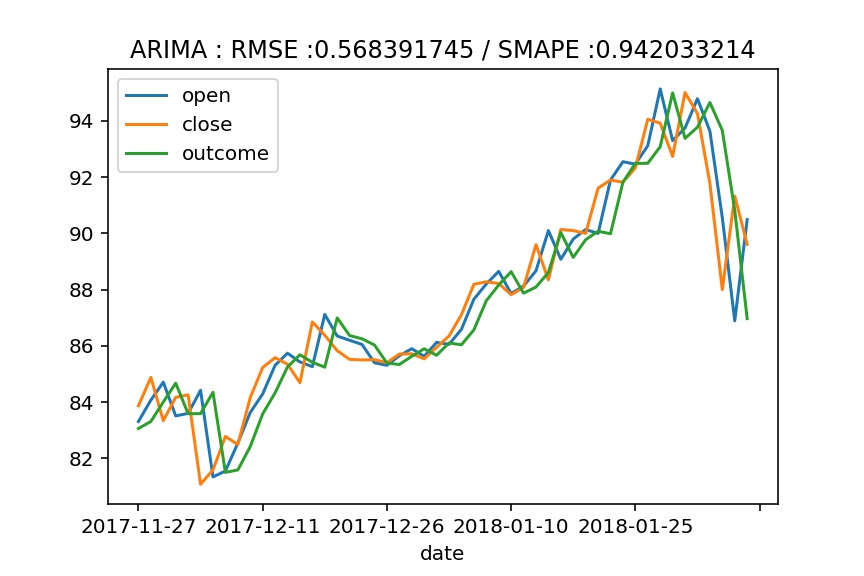 ARIMA : RMSE :0.568391745 / SMAPE :0.942033214
open
close
outcome
94
92
90
88
86
84
82
2017-11-27 2017-12-11 2017-12-26 2018-01-10 2018-01-25
date